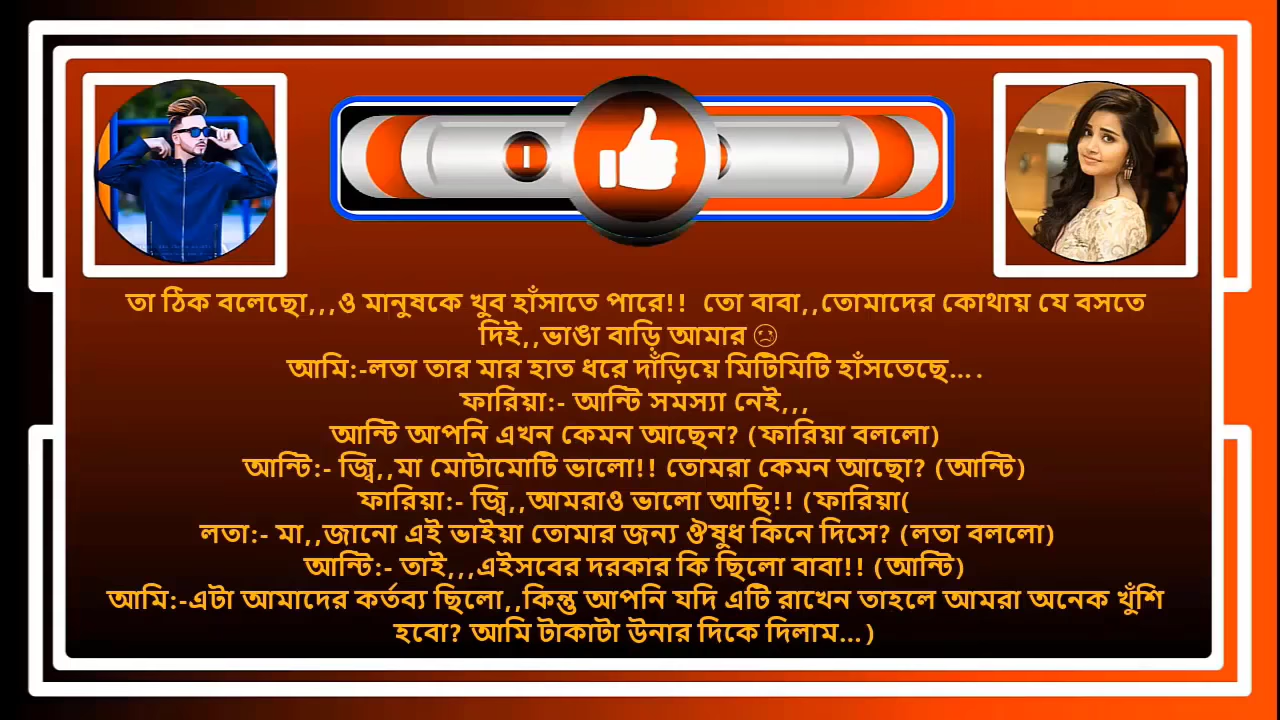 তা ঠিক বলেছো,,,ও মানুষকে খুব হাঁসাতে পারে!! তো বাবা,,তোমাদের কোথায় যে বসতে
দিই,,ভাঙা বাড়ি আমার ☹
আমি:-লতা তার মার হাত ধরে দাঁড়িয়ে মিটিমিটি হাঁসতেছে....
ফারিয়া:- আন্টি সমস্যা নেই,,,
আন্টি আপনি এখন কেমন আছেন? (ফারিয়া বললো)
আন্টি:- জ্বি,,মা মোটামোটি ভালো!! তোমরা কেমন আছো? (আন্টি)
ফারিয়া:- জ্বি,,আমরাও ভালো আছি!! (ফারিয়া(
লতা:- মা,,জানো এই ভাইয়া তোমার জন্য ঔষুধ কিনে দিসে? (লতা বললো)
আন্টি:- তাই,,,এইসবের দরকার কি ছিলো বাবা!! (আন্টি)
আমি:-এটা আমাদের কর্তব্য ছিলো,,কিন্তু আপনি যদি এটি রাখেন তাহলে আমরা অনেক খুঁশি
হবো? আমি টাকাটা উনার দিকে দিলাম...)